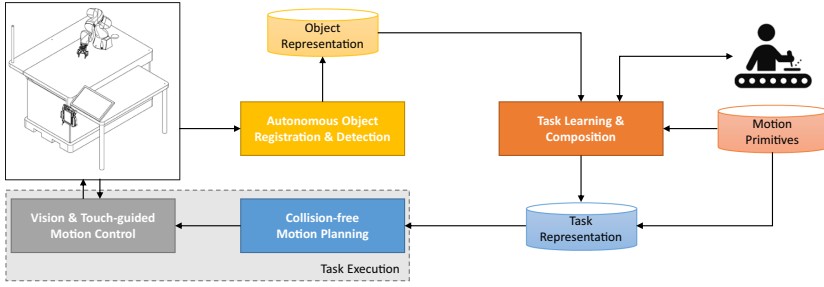 Object
Representation
Autonomous Object
Registration & Detection
Task Learning &
Composition
Motion
Primitives
Vision & Touch-guided
Motion Control
Collision-free
Motion Planning
Task
Representation
Task Execution